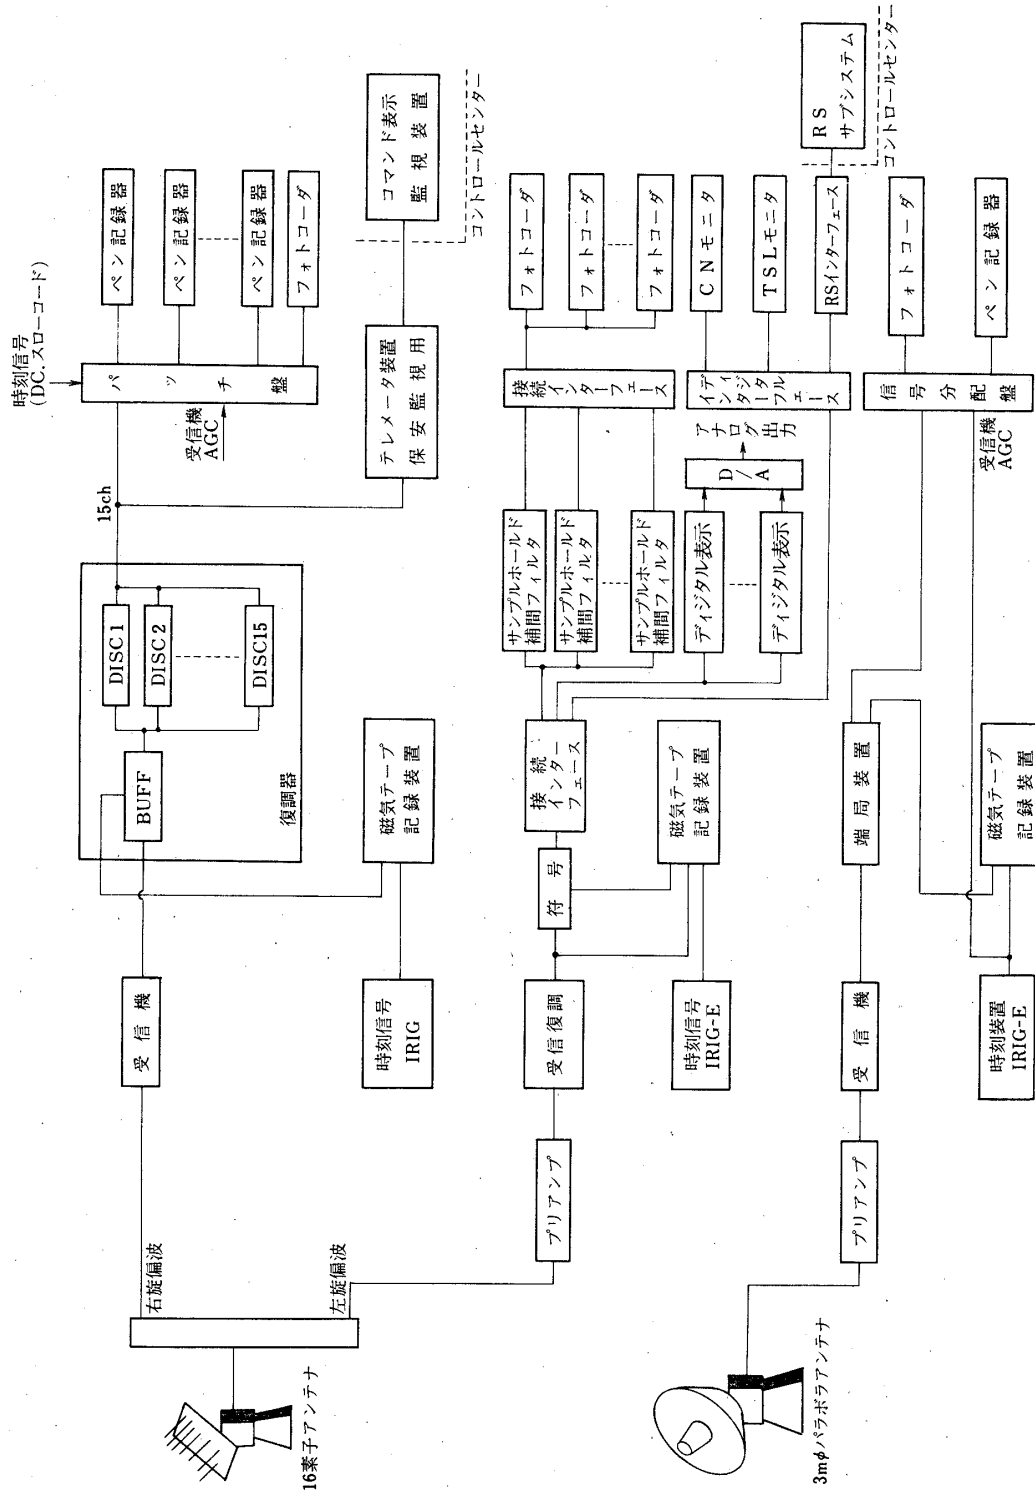 16素子アンテナ
右旋偏波
左旋偏波
受信機
BUFF
DISC 1
DISC 2
DISC15
復調器
15ch
時刻信号
(DC.スローコード)
パッチ盤
受信機
AGC
ペン記録器
ペン記録器
ペン記録器
フォトコーダ
時刻信号
IRIG
磁気テープ
記録装置
テレメータ装置
保安監視用
コマンド表示
監視装置
コントロールセンター
プリアンプ
受信復調
符号
接続
インター
フェース
時刻信号
IRIG-E
磁気テープ
記録装置
サンプルホールド
補間フィルタ
サンプルホールド
補間フィルタ
サンプルホールド
補間フィルタ
ディジタル表示
ディジタル表示
D/A
アナログ
出力
接続インターフェース
ディジタル
インターフェース
フォトコーダ
フォトコーダ
フォトコーダ
CNモニタ
TSLモニタ
RSインターフェース
RS
サブシステム
コントロールセンター
3mφパラボラアンテナ
プリアンプ
受信機
端局装置
時刻装置
IRIG-E
磁気テープ
記録装置
信号分配盤
受信機
AGC
フォトコーダ
ペン記録器